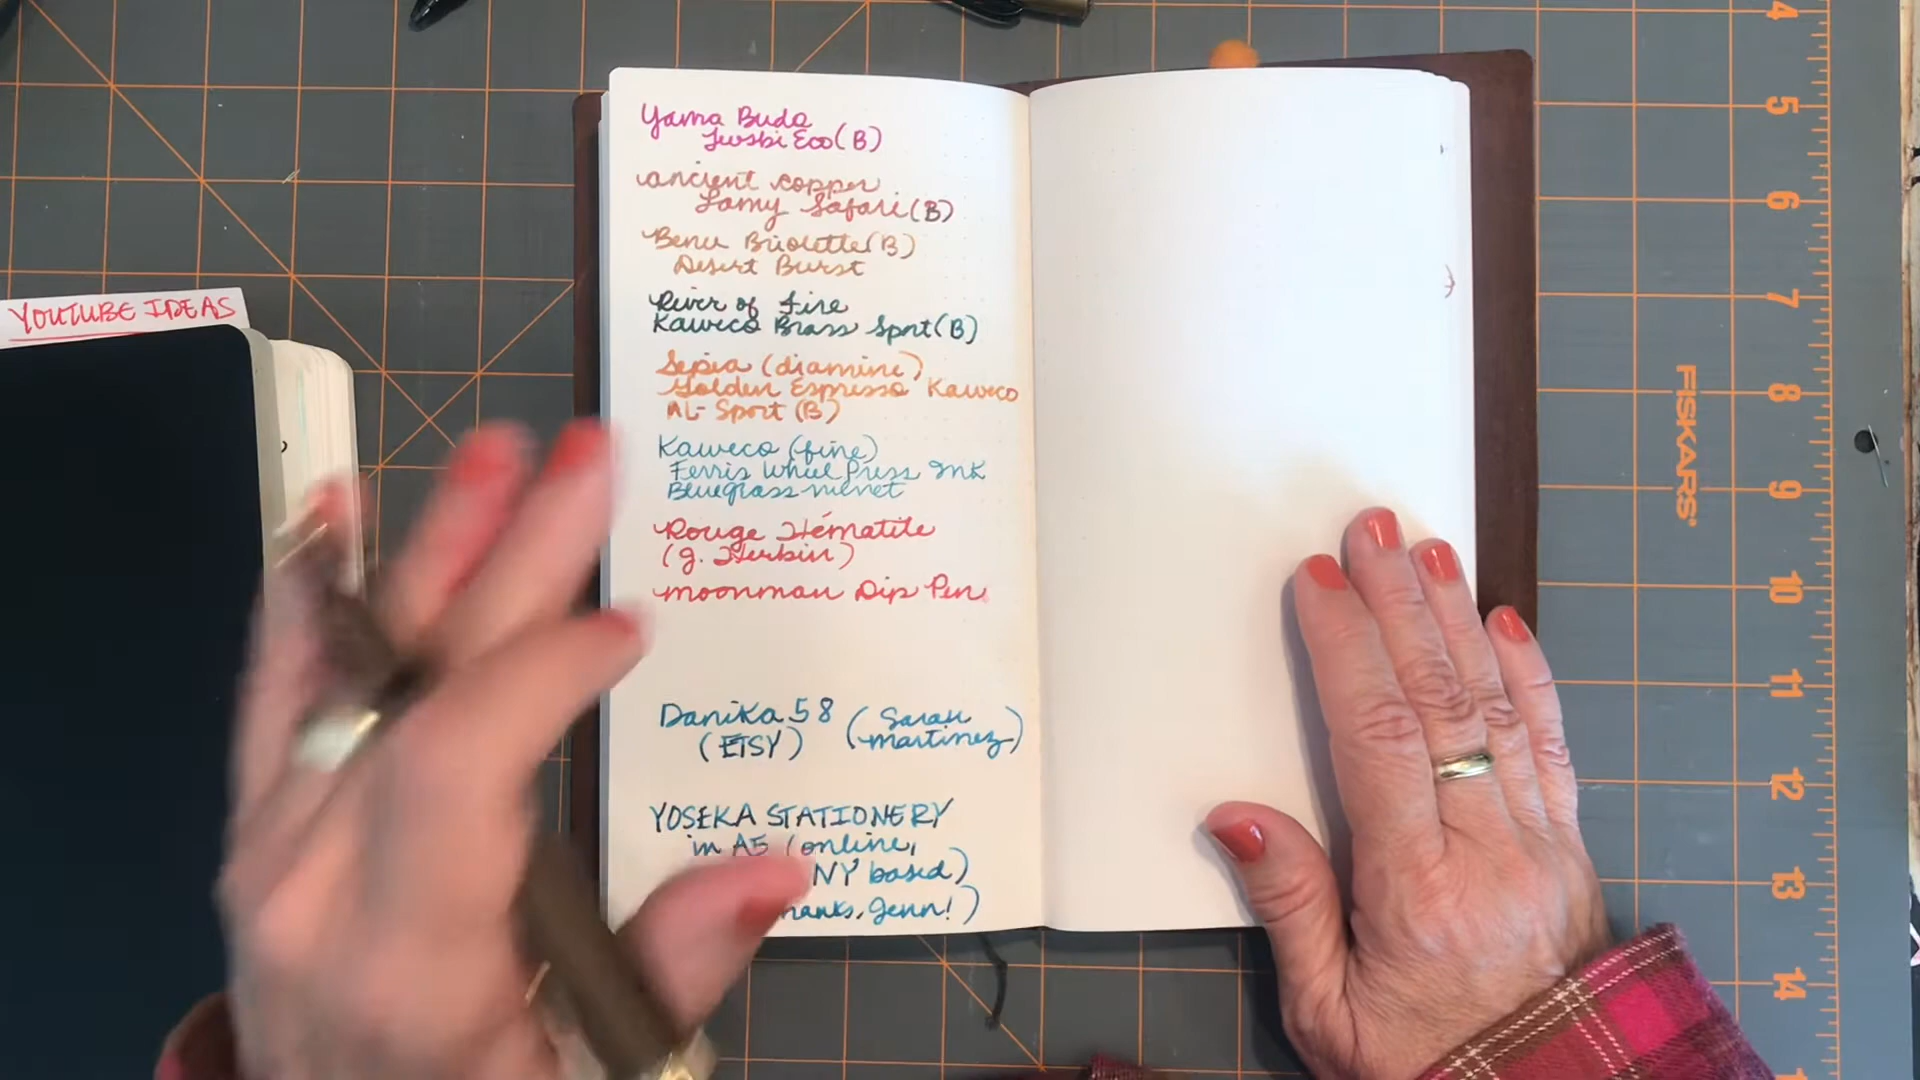 YOUTUBE IDEAS
Yama Budo
Twsbi Eco (B)
ancient copper
Lamy Safari (B)
Benu Briolette (B)
Desert Burst
River of Fire
Kaweco Brass Sport (B)
Sepia (diamine)
Golden Espresso Kaweco
AL-Sport (B)
Kaweco (fine)
Ferris Wheel Press Ink
Bluegrass velvet
Rouge Hématite
(J. Herbin)
moonman Dip Pen
Danika 58 (Sarah
(ETSY) martinez)
YOSEKA STATIONERY
in A5 (online,
NY based)
Jenn!)
4
5
6
7
8
9
10
11
12
13
14
FISKARS